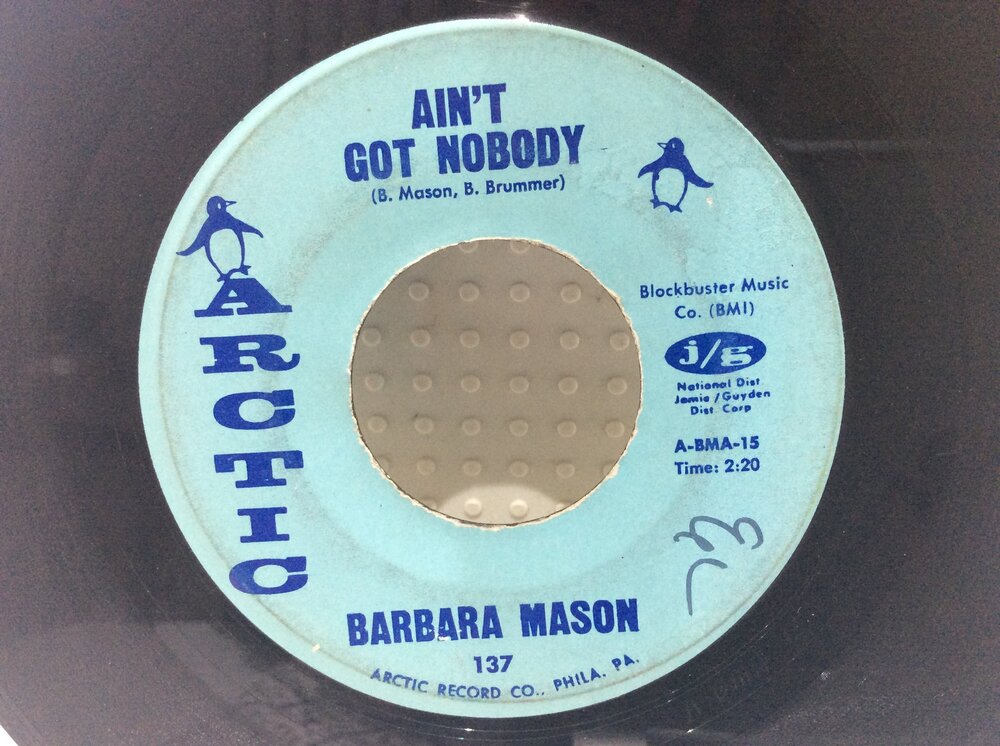 AIN'T
GOT NOBODY
(B. Mason, B. Brummer)
ARCTIC
Blockbuster Music
Co. (BMI)
j/g
National Dist
Jamie/Guyden
Dist Corp
A-BMA-15
Time: 2:20
BARBARA MASON
137
ARCTIC RECORD CO., PHILA. PA.